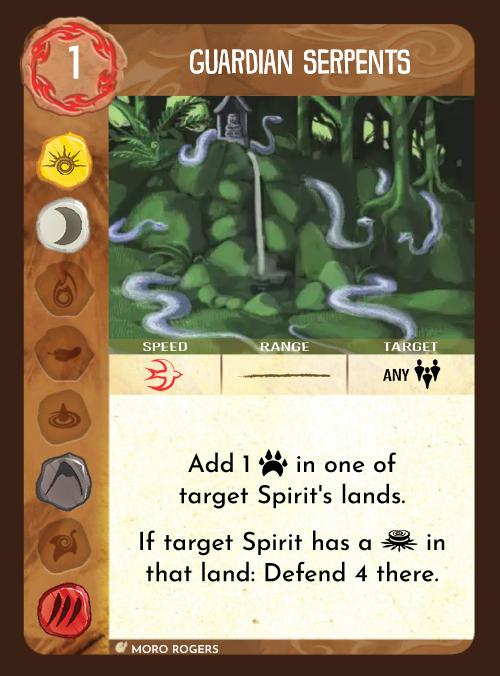 1
GUARDIAN SERPENTS
SPEED RANGE TARGET
ANY
Add 1 in one of
target Spirit's lands.
If target Spirit has a in
that land: Defend 4 there.
MORO ROGERS